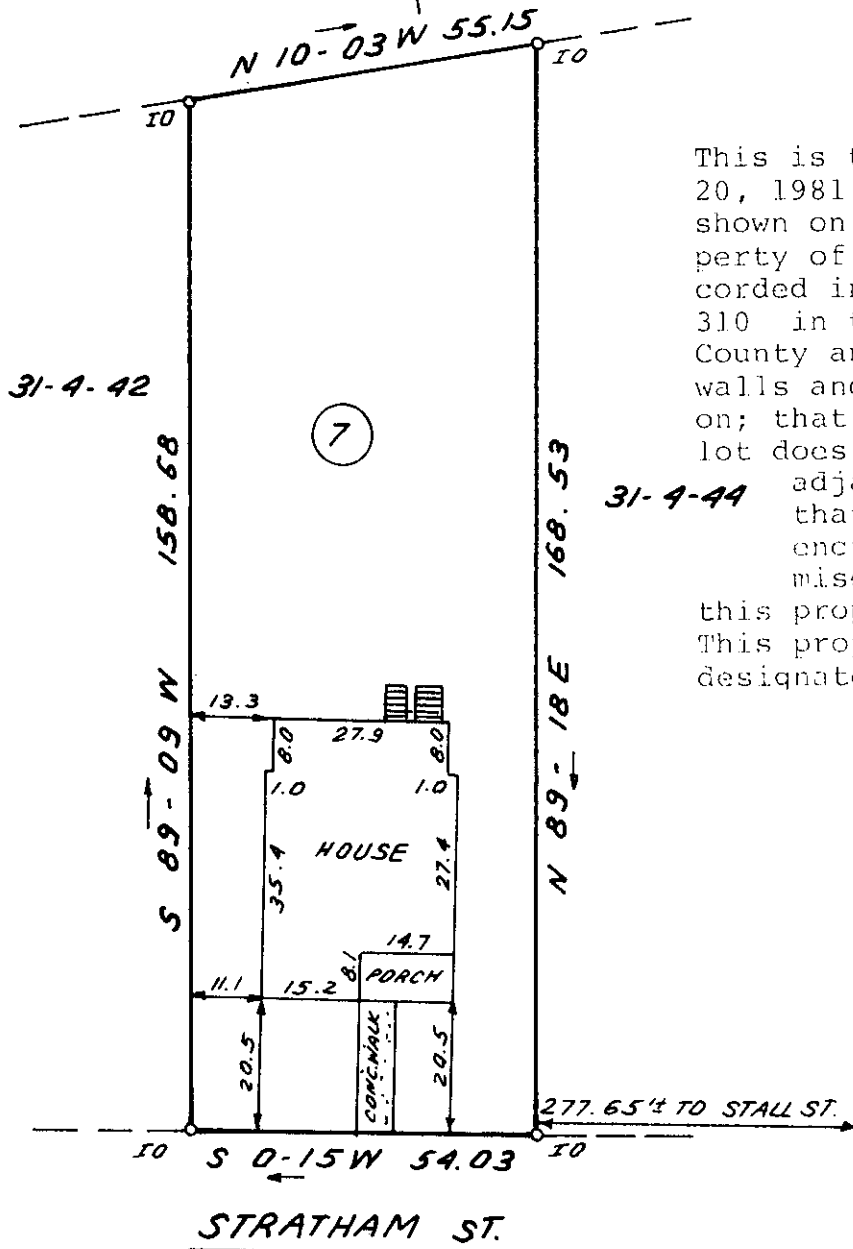 N 10-03 W 55.15
IO
IO
This is t
20, 1981
shown on
perty of
corded in
310 in t
County an
walls and
on; that
lot does
adja
that
enc
mis
this prop
This prop
designat
31-4-42
7
158.68
S 89-09 W
168.53
N 89-18 E
31-4-44
13.3
27.9
8.0
8.0
1.0
1.0
HOUSE
35.4
27.4
14.7
8.1
PORCH
11.1
15.2
20.5
CONC. WALK
20.5
277.65'± TO STALL ST.
IO
S 0-15 W 54.03
IO
STRATHAM ST.